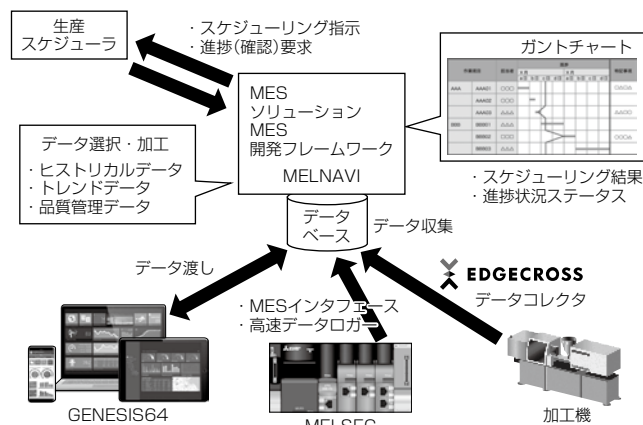 生産
スケジューラ
・スケジューリング指示
・進捗(確認)要求
ガントチャート
MES
ソリューション
MES
開発フレームワーク
MELNAVI
データ選択・加工
・ヒストリカルデータ
・トレンドデータ
・品質管理データ
AAA
AAA01
AAA02
AAA03
BBB01
BBB02
BBB03
・スケジューリング結果
・進捗状況ステータス
データ
ベース
データ収集
データ渡し
EDGECROSS
データコレクタ
・MESインタフェース
・高速データロガー
GENESIS64
MELSEC
加工機